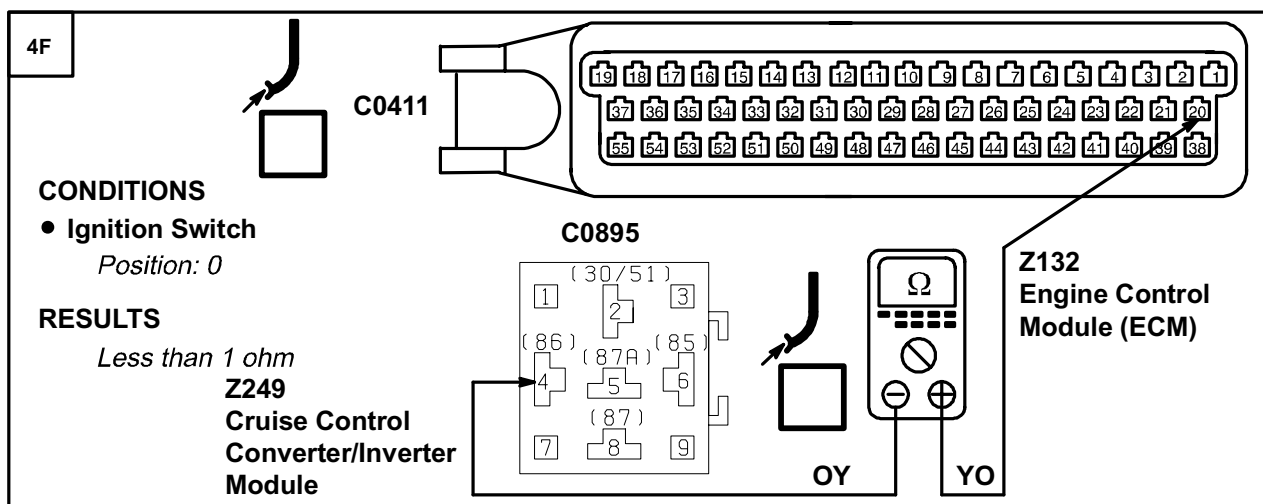 4F
C0411
19 18 17 16 15 14 13 12 11 10 9 8 7 6 5 4 3 2 1
37 36 35 34 33 32 31 30 29 28 27 26 25 24 23 22 21 20
55 54 53 52 51 50 49 48 47 46 45 44 43 42 41 40 39 38
CONDITIONS
• Ignition Switch
Position: 0
RESULTS
Less than 1 ohm
Z249
Cruise Control
Converter/Inverter
Module
C0895
(30/51)
1 2 3
(86) (87A) (85)
4 5 6
(87)
7 8 9
Ω
− +
OY YO
Z132
Engine Control
Module (ECM)